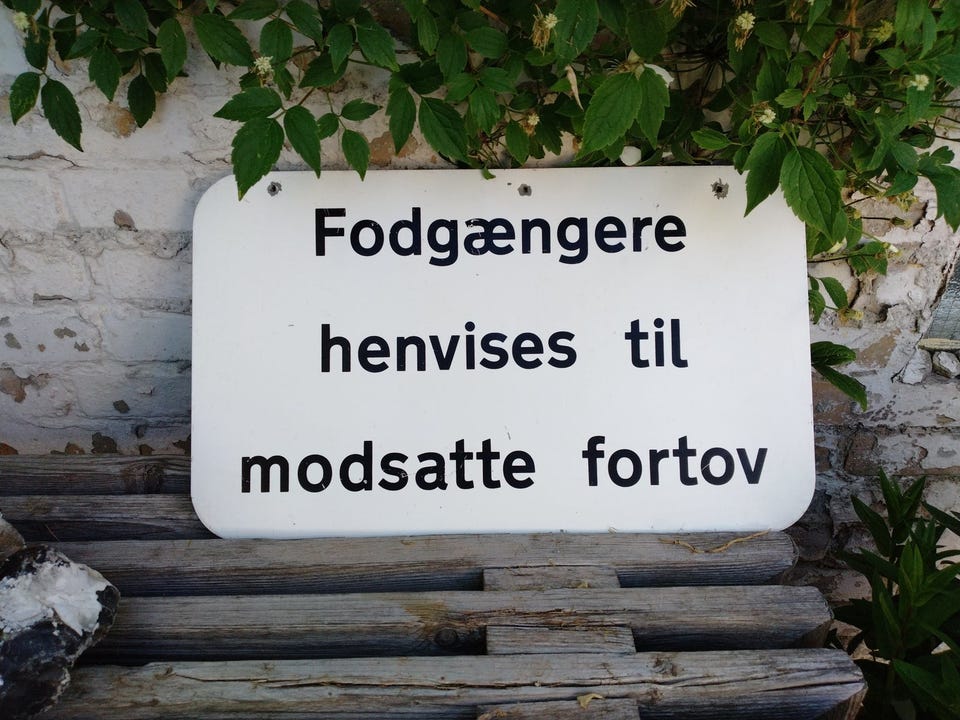 Fodgængere
henvises til
modsatte fortov